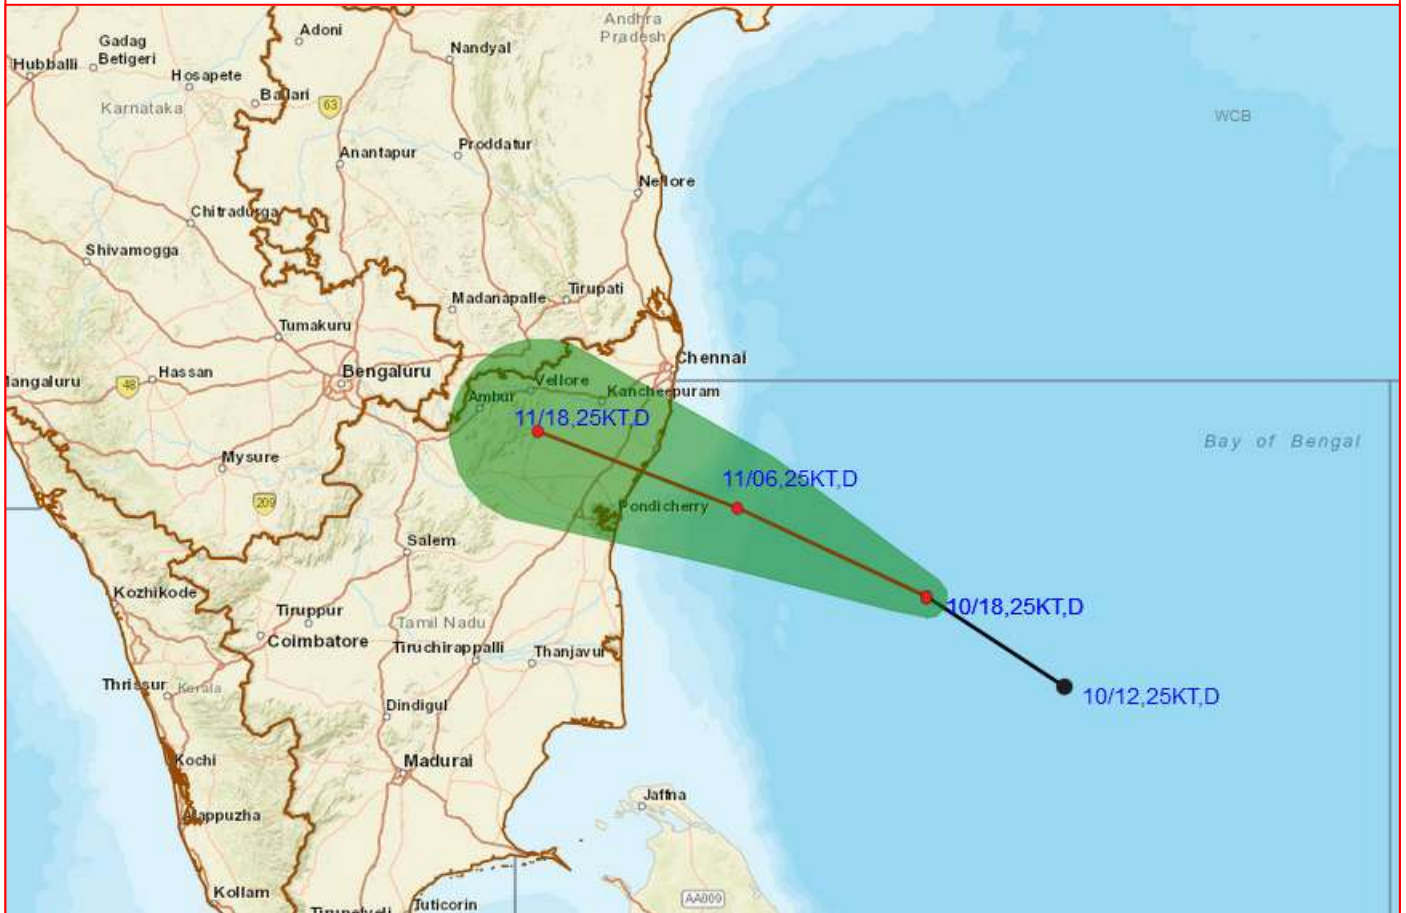 Andhra
Pradesh
Adoni
Gadag
Betigeri
Nandyal
Hubballi
Hosapete
Ballari
Karnataka
63
WCB
Proddatur
Anantapur
Nellore
Chitradurga
Shivamogga
Tirupati
Madanapalle
Tumakuru
Chennai
Hassan
Bengaluru
Vellore
48
Kancheepuram
Ambur
11/18,25KT,D
Bay of Bengal
Mysure
11/06,25KT,D
209
Pondicherry
Salem
Kozhikode
10/18,25KT,D
Tiruppur
Tamil Nadu
Coimbatore
Tiruchirappalli
Thanjavur
Thrissur
Kerala
10/12,25KT,D
Dindigul
Kochi
Madurai
Jaffna
Alappuzha
Kollam
AA009
Tuticorin